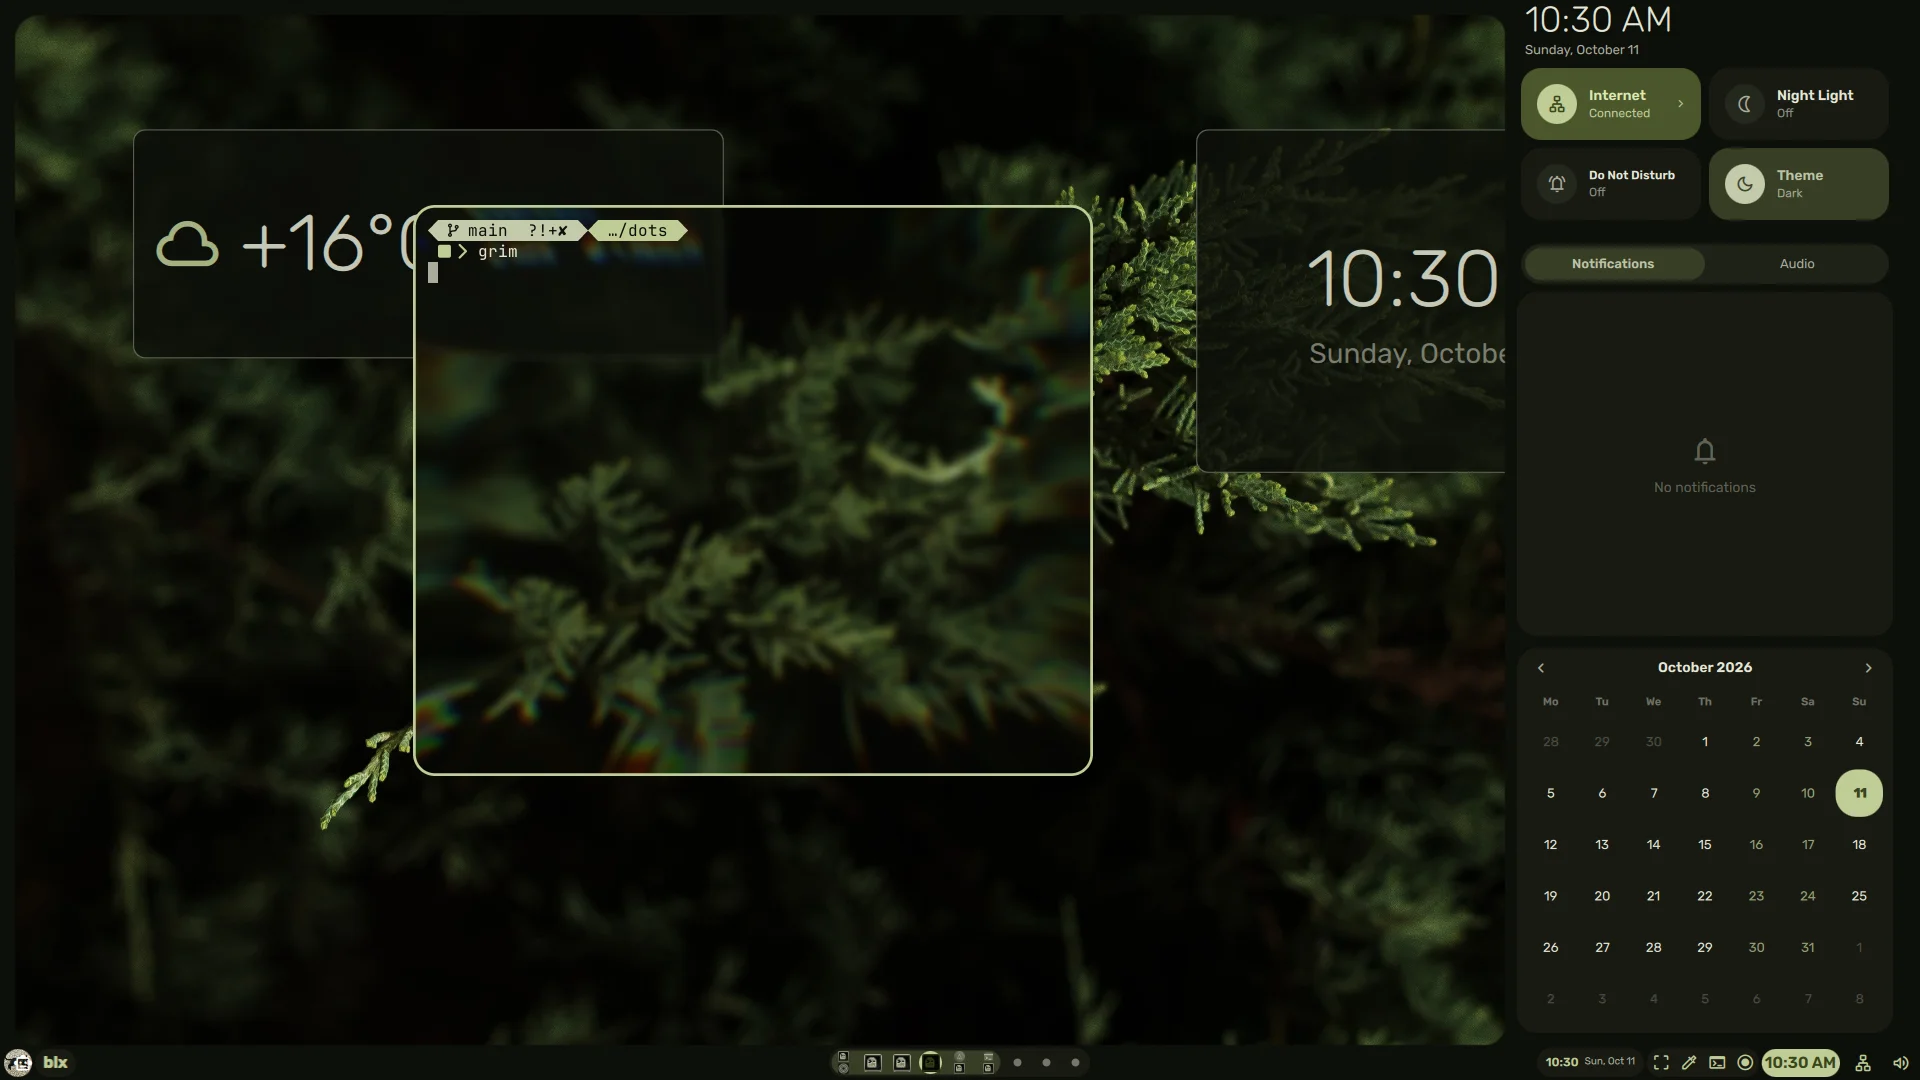 10:30 AM
Sunday, October 11
Internet
Connected
Night Light
Off
Do Not Disturb
Off
Theme
Dark
Notifications
Audio
No notifications
+16°
main ?!+✘ …/dots
grim
10:30
Sunday, Octobe
October 2026
Mo Tu We Th Fr Sa Su
28 29 30 1 2 3 4
5 6 7 8 9 10 11
12 13 14 15 16 17 18
19 20 21 22 23 24 25
26 27 28 29 30 31 1
2 3 4 5 6 7 8
blx
10:30 Sun, Oct 11
10:30 AM